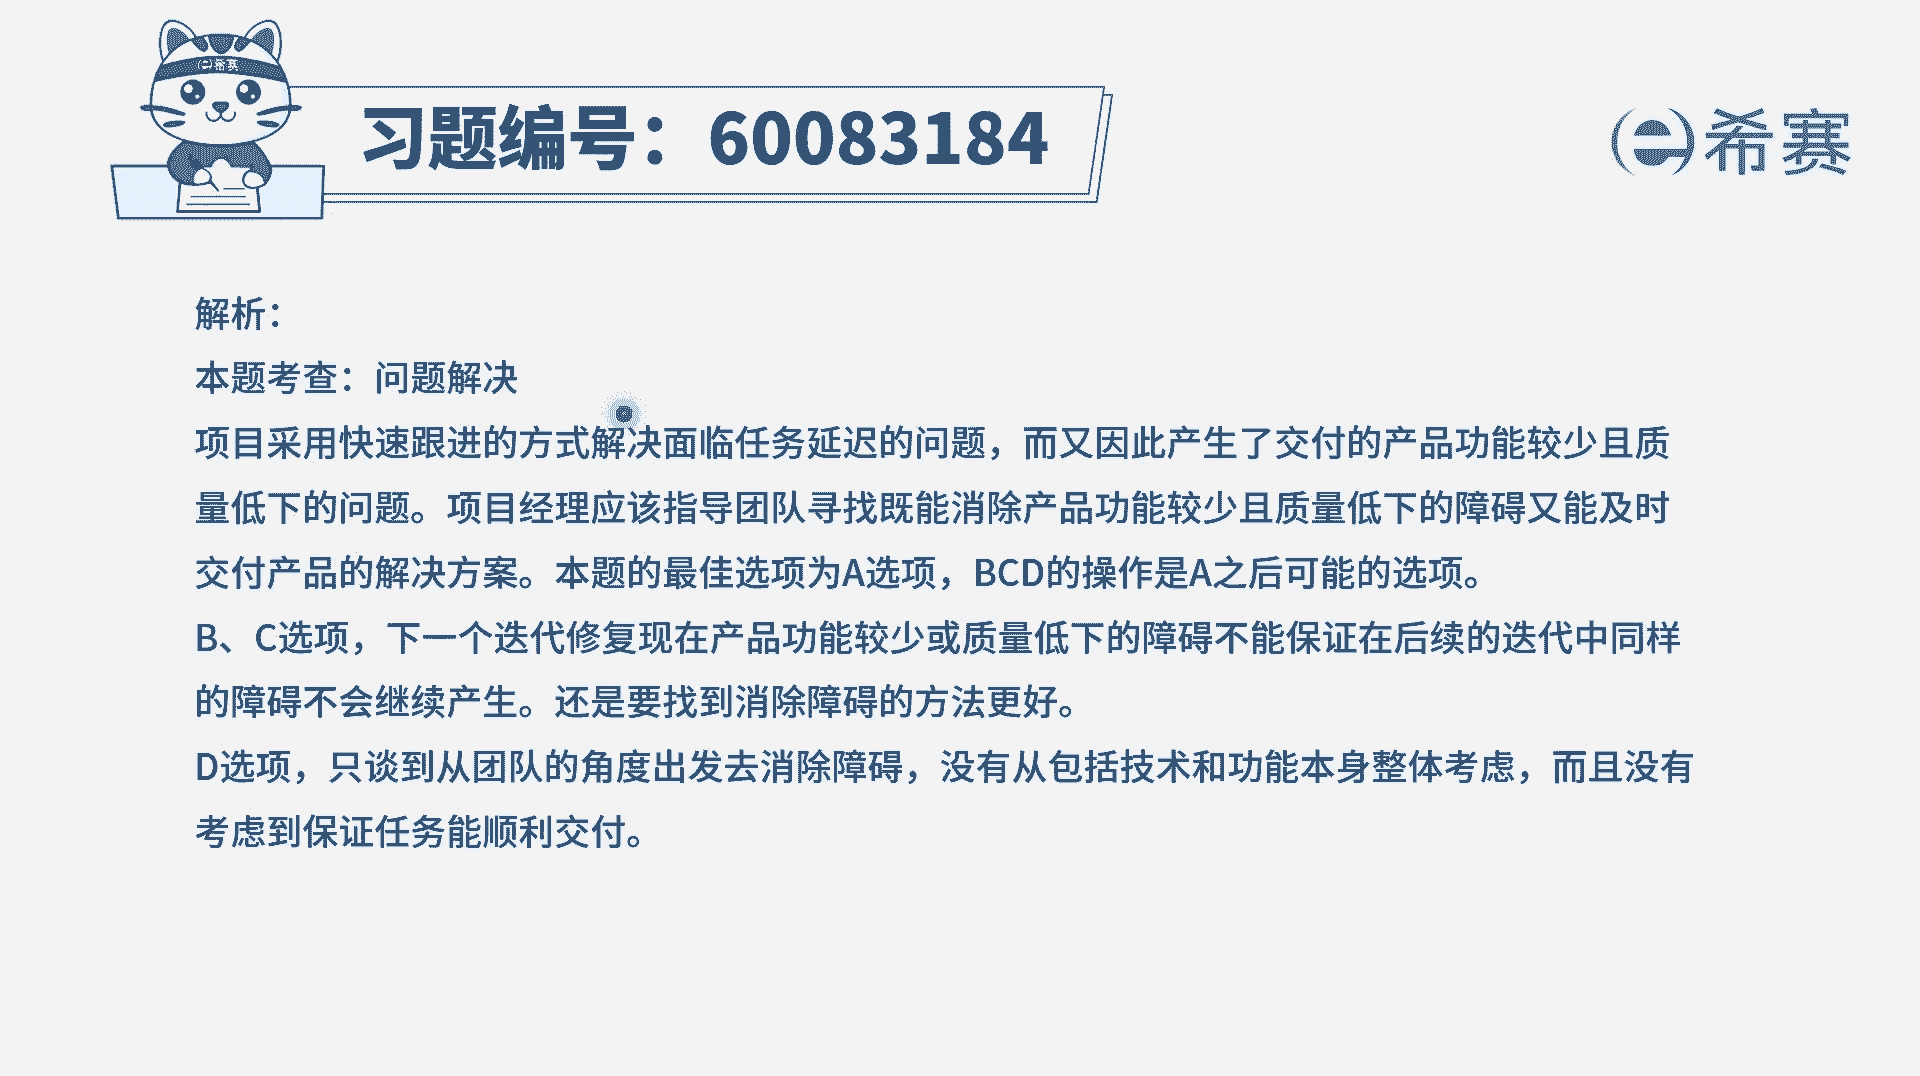 希赛
习题编号：60083184
希赛
解析：
本题考查：问题解决
项目采用快速跟进的方式解决面临任务延迟的问题，而又因此产生了交付的产品功能较少且质
量低下的问题。项目经理应该指导团队寻找既能消除产品功能较少且质量低下的障碍又能及时
交付产品的解决方案。本题的最佳选项为A选项，BCD的操作是A之后可能的选项。
B、C选项，下一个迭代修复现在产品功能较少或质量低下的障碍不能保证在后续的迭代中同样
的障碍不会继续产生。还是要找到消除障碍的方法更好。
D选项，只谈到从团队的角度出发去消除障碍，没有从包括技术和功能本身整体考虑，而且没有
考虑到保证任务能顺利交付。